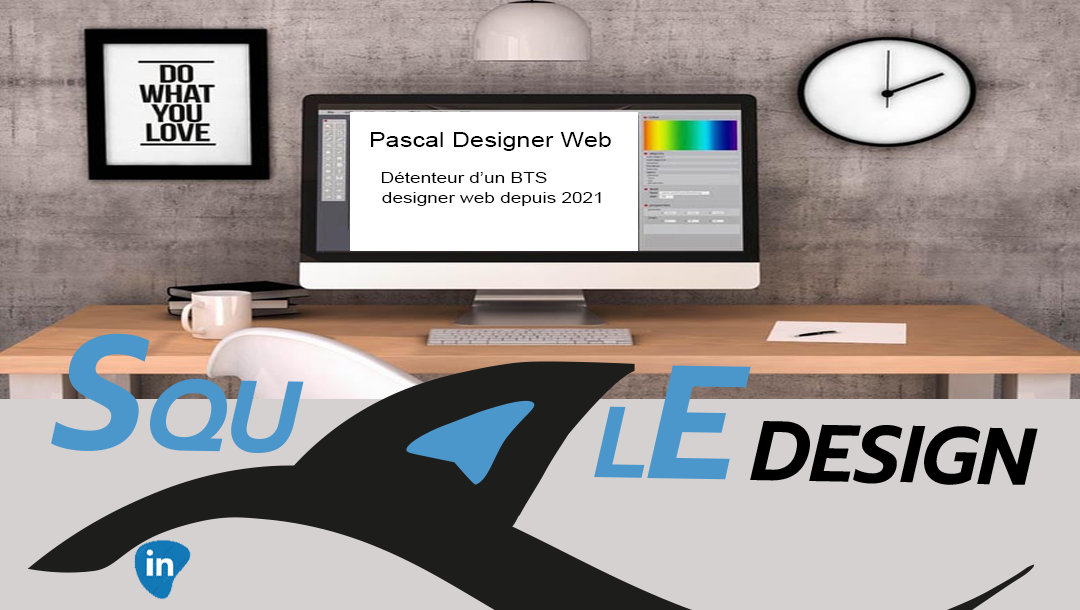 DO
WHAT
YOU
LOVE
Pascal Designer Web
Détenteur d'un BTS
designer web depuis 2021
SQU LE DESIGN
in